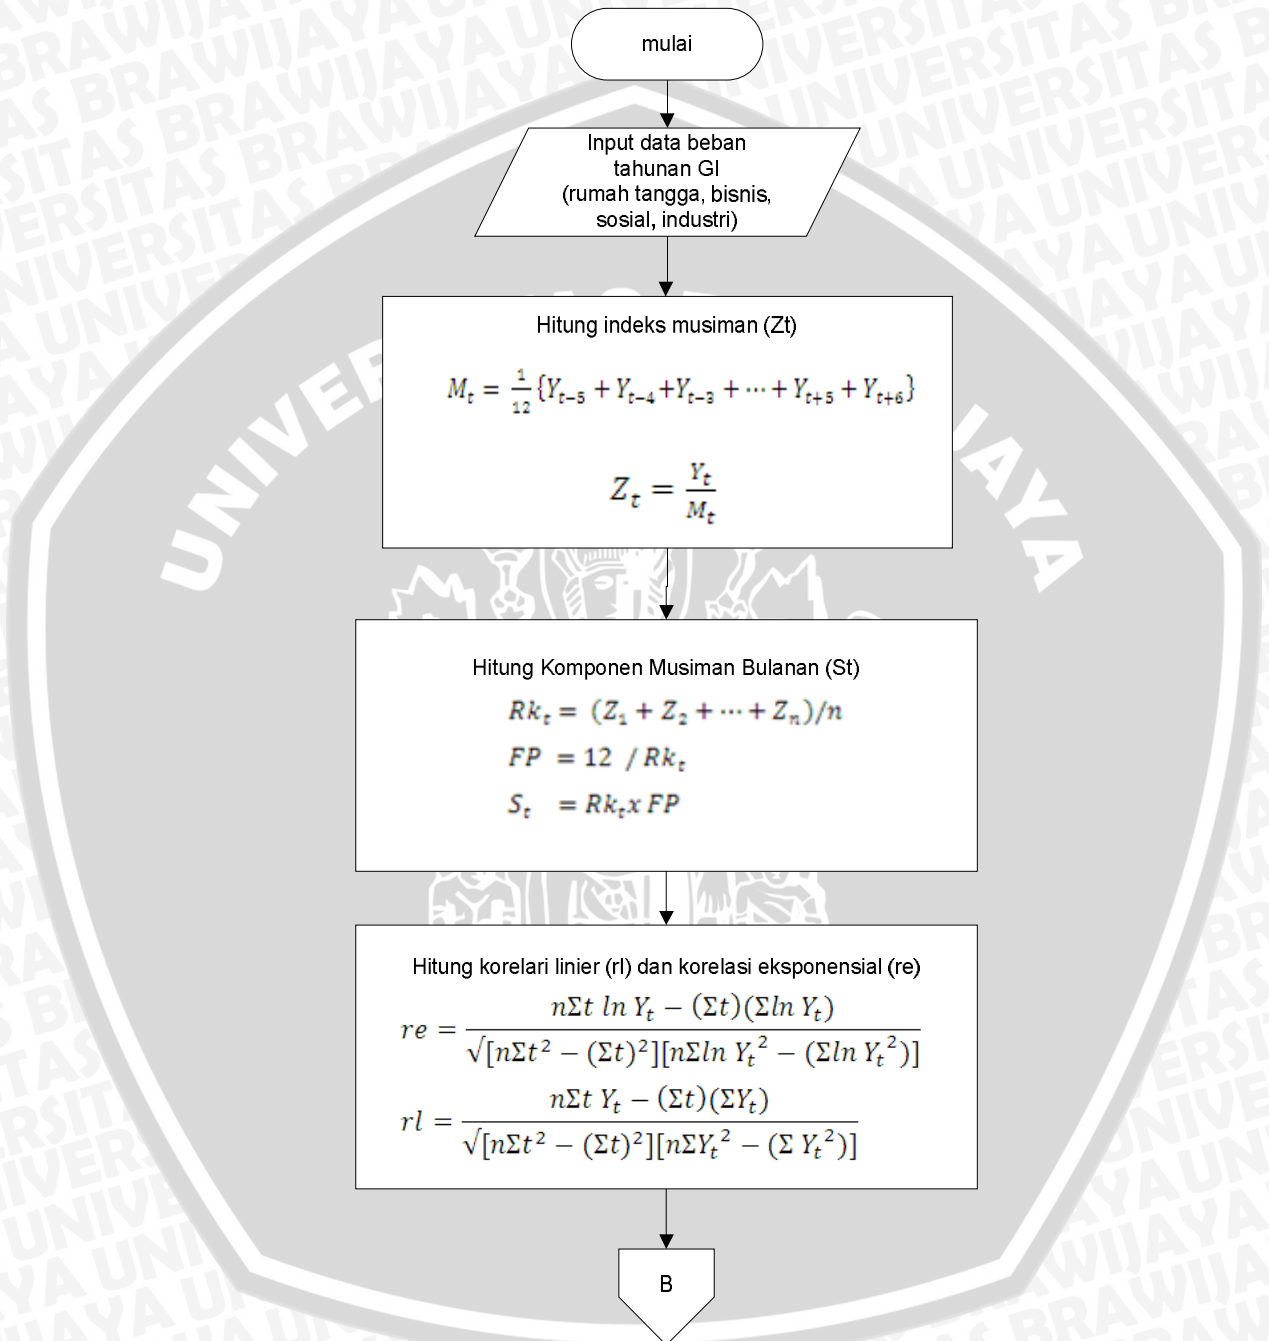 mulai
Input data beban
tahunan GI
(rumah tangga, bisnis,
sosial, industri)
Hitung indeks musiman (Zt)
M_t = 1/12 {Y_{t-5} + Y_{t-4} + Y_{t-3} + ⋯ + Y_{t+5} + Y_{t+6}}
Z_t = Y_t / M_t
Hitung Komponen Musiman Bulanan (St)
Rk_t = (Z_1 + Z_2 + ⋯ + Z_n)/n
FP = 12 / Rk_t
S_t = Rk_t x FP
Hitung korelari linier (rl) dan korelasi eksponensial (re)
re = nΣt ln Y_t − (Σt)(Σln Y_t) / √[nΣt² − (Σt)²][nΣln Y_t² − (Σln Y_t²)]
rl = nΣt Y_t − (Σt)(ΣY_t) / √[nΣt² − (Σt)²][nΣY_t² − (Σ Y_t²)]
B